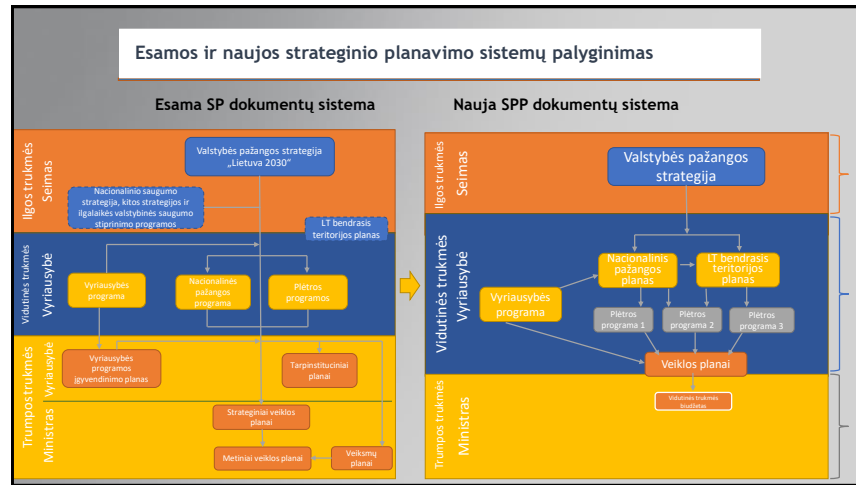 Esamos ir naujos strateginio planavimo sistemų palyginimas
Esama SP dokumentų sistema
Ilgos trukmės
Seimas
Valstybės pažangos strategija
„Lietuva 2030"
Nacionalinio saugumo
strategija, kitos strategijos ir
ilgalaikės valstybinės saugumo
stiprinimo programos
LT bendrasis
teritorijos planas
Vidutinės trukmės
Vyriausybė
Vyriausybės
programa
Nacionalinės
pažangos
programa
Plėtros
programos
Trumpos trukmės
Vyriausybė
Vyriausybės
programos
įgyvendinimo planas
Tarpinstituciniai
planai
Ministras
Strateginiai veiklos
planai
Metiniai veiklos planai
Veiksmų
planai
Nauja SPP dokumentų sistema
Ilgos trukmės
Seimas
Valstybės pažangos
strategija
Vidutinės trukmės
Vyriausybė
Nacionalinis
pažangos
planas
LT bendrasis
teritorijos
planas
Vyriausybės
programa
Plėtros
programa 1
Plėtros
programa 2
Plėtros
programa 3
Veiklos planai
Trumpos trukmės
Ministras
Vidutinės trukmės
biudžetas